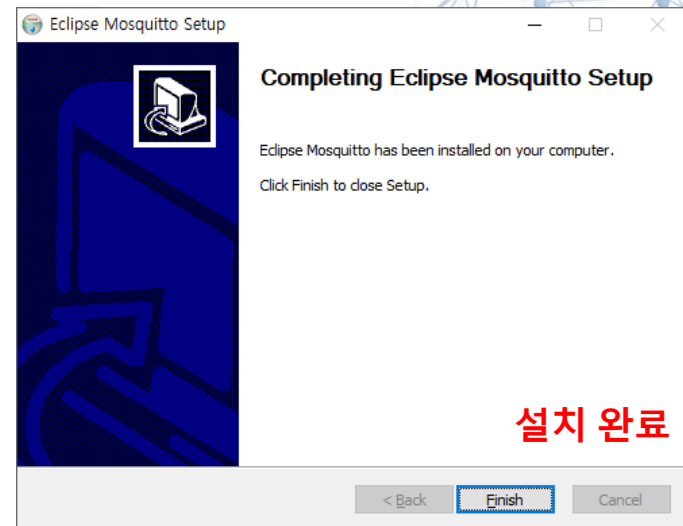 Eclipse Mosquitto Setup
Completing Eclipse Mosquitto Setup
Eclipse Mosquitto has been installed on your computer.
Click Finish to close Setup.
설치 완료
< Back
Finish
Cancel